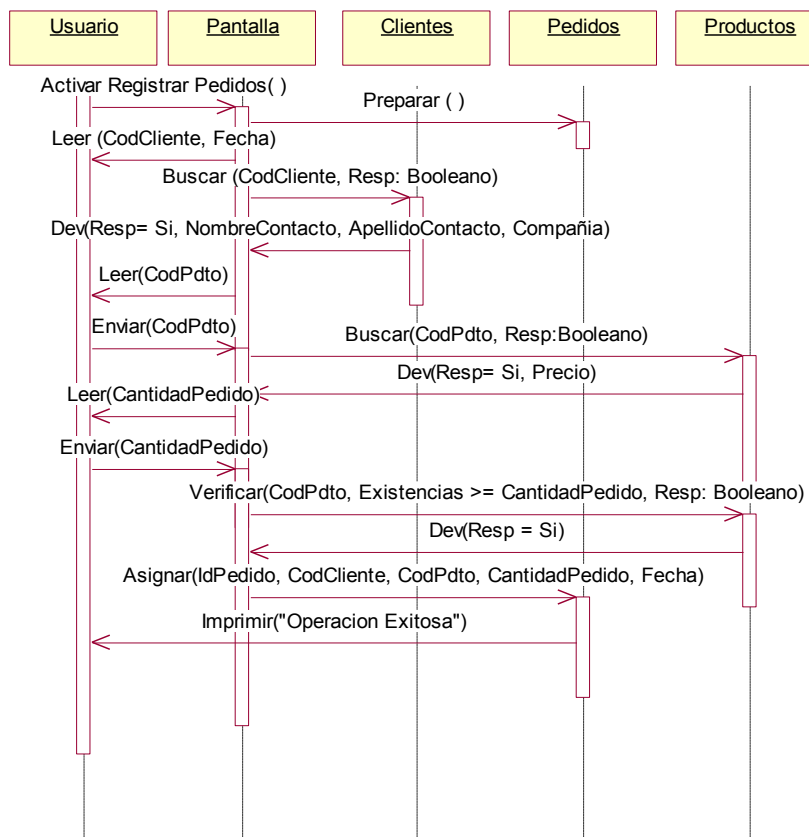 Usuario
Pantalla
Clientes
Pedidos
Productos
Activar Registrar Pedidos( )
Preparar ( )
Leer (CodCliente, Fecha)
Buscar (CodCliente, Resp: Booleano)
Dev(Resp= Si, NombreContacto, ApellidoContacto, Compañia)
Leer(CodPdto)
Enviar(CodPdto)
Buscar(CodPdto, Resp:Booleano)
Dev(Resp= Si, Precio)
Leer(CantidadPedido)
Enviar(CantidadPedido)
Verificar(CodPdto, Existencias >= CantidadPedido, Resp: Booleano)
Dev(Resp = Si)
Asignar(IdPedido, CodCliente, CodPdto, CantidadPedido, Fecha)
Imprimir("Operacion Exitosa")